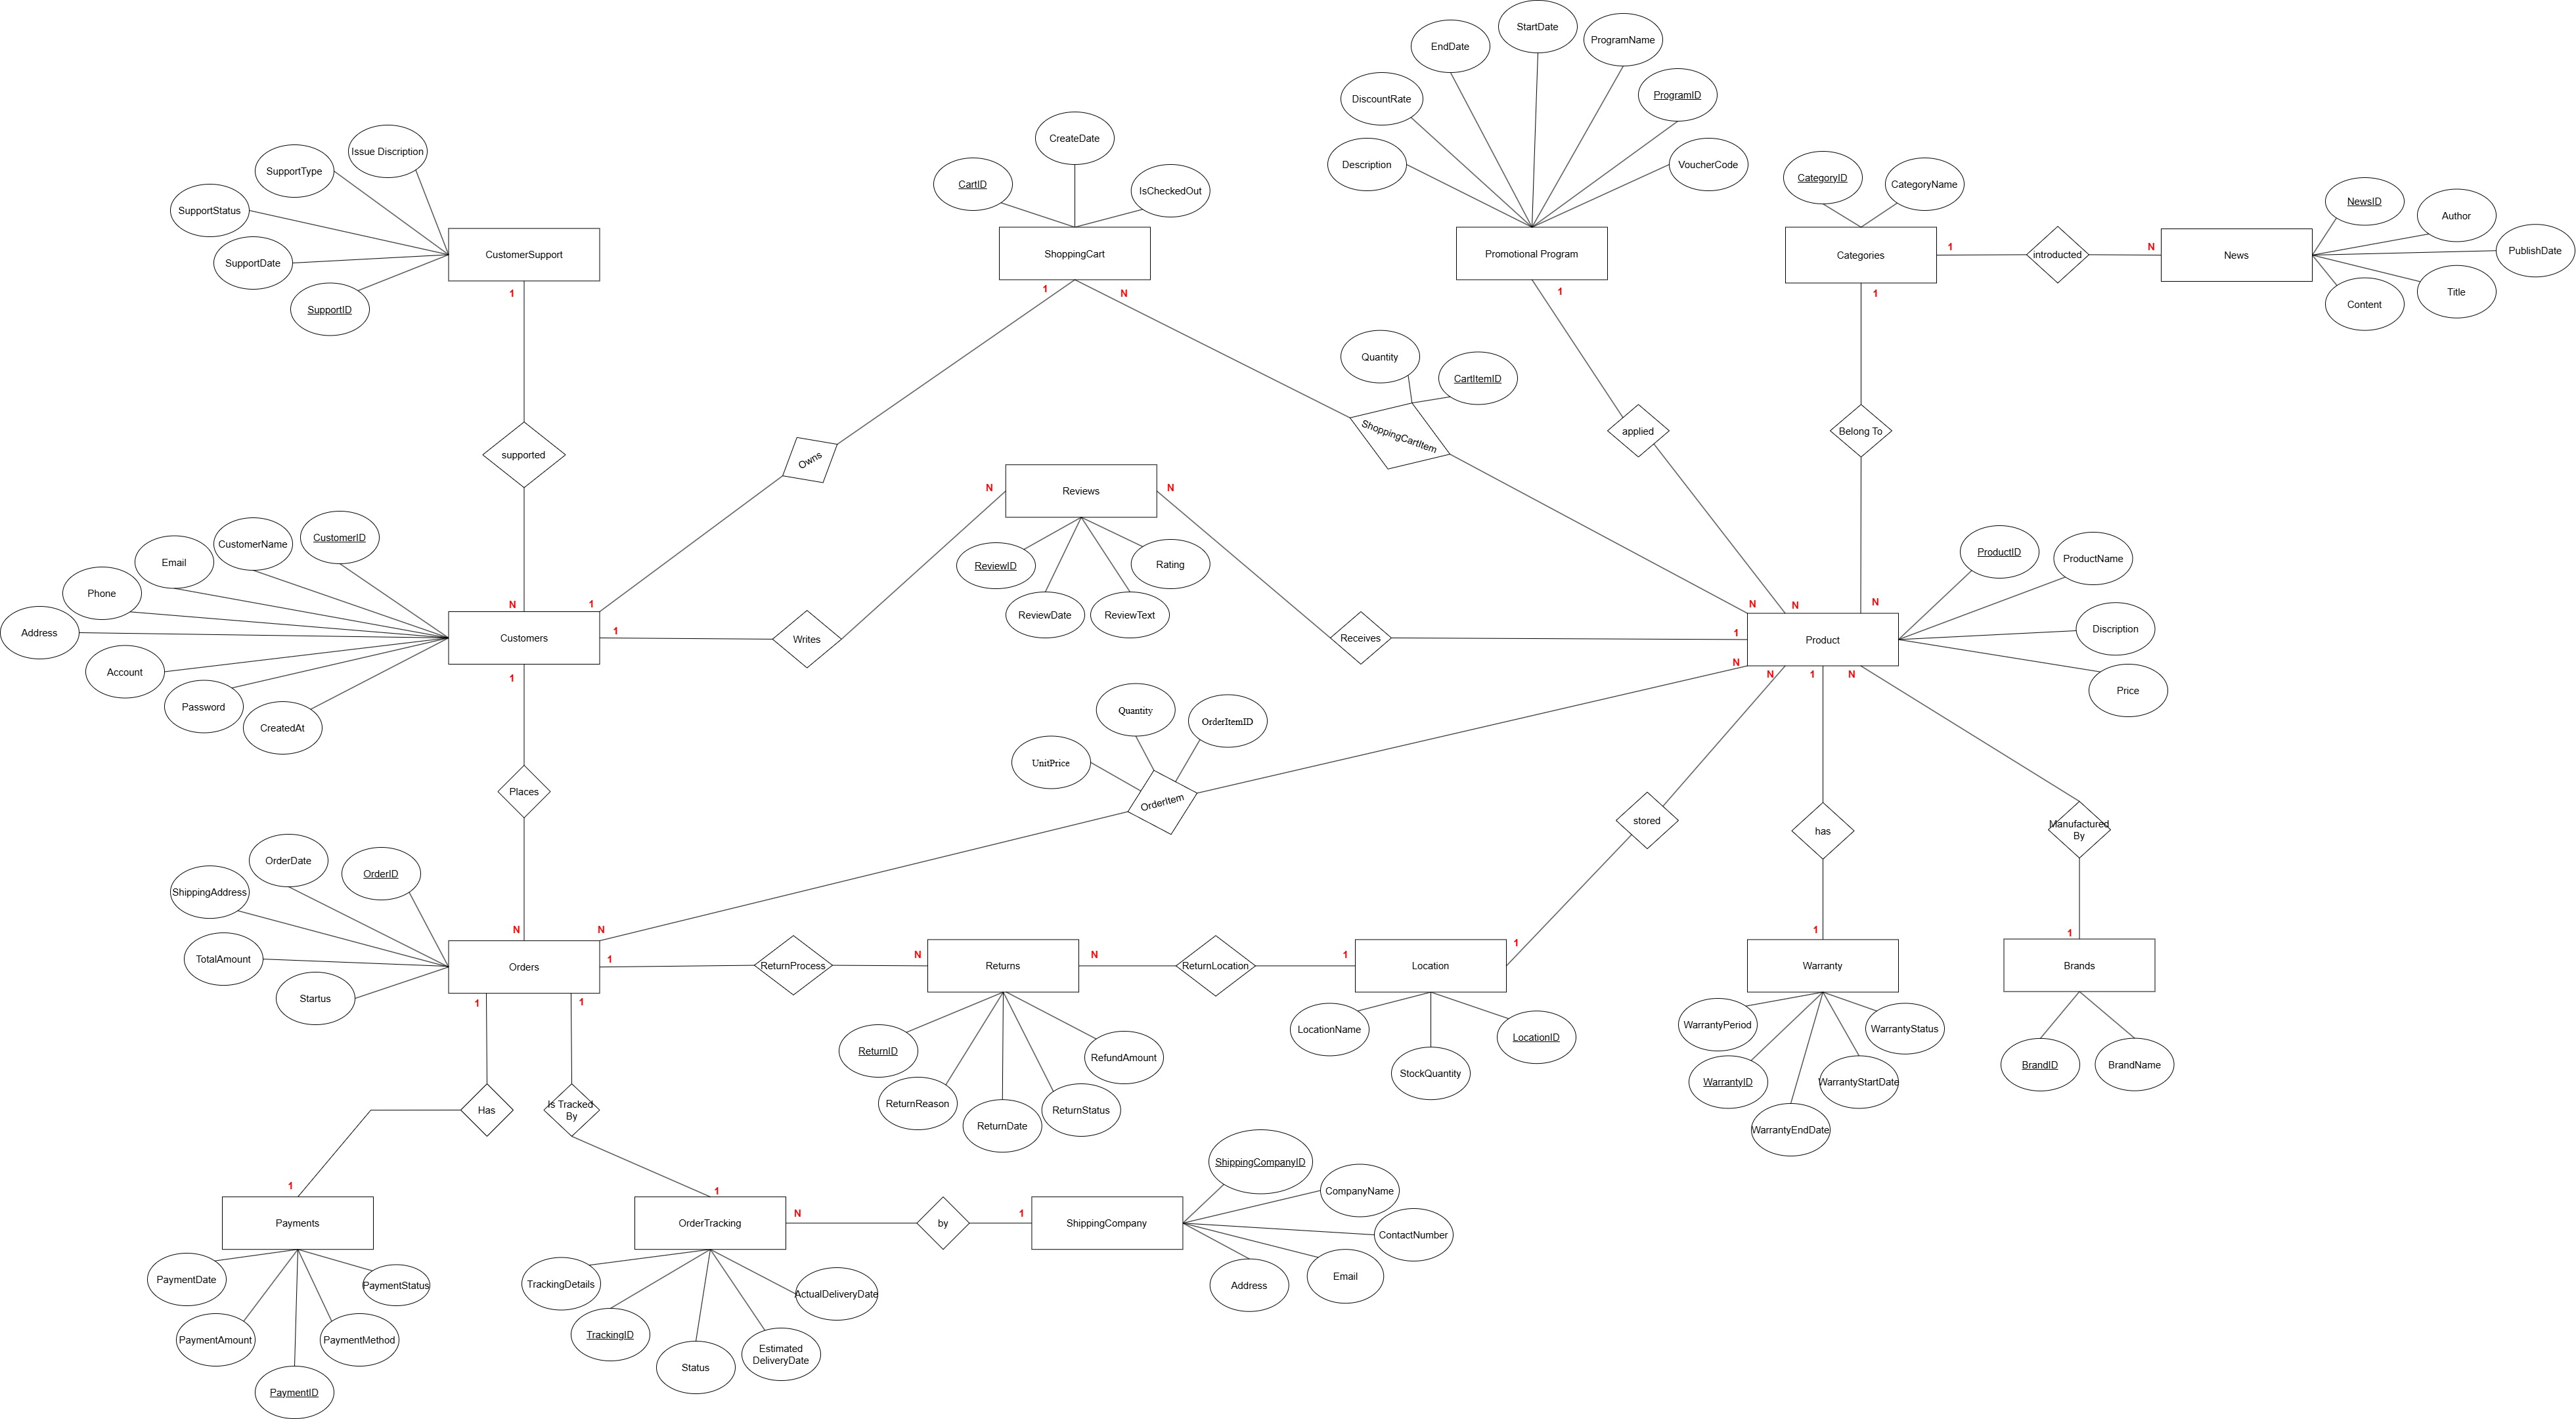 StartDate
ProgramName
EndDate
ProgramID
DiscountRate
VoucherCode
Description
Promotional Program
1
CreateDate
CartID
IsCheckedOut
ShoppingCart
1
N
Issue Discription
SupportType
SupportStatus
SupportDate
SupportID
CustomerSupport
1
supported
N
CategoryID
CategoryName
Categories
1
1
introducted
N
News
NewsID
Author
PublishDate
Title
Content
Quantity
CartItemID
ShoppingCartItem
applied
Belong To
Owns
N
Reviews
N
ReviewID
Rating
ReviewDate
ReviewText
CustomerID
CustomerName
Email
Phone
Address
Account
Password
CreatedAt
Customers
1
1
1
Writes
Receives
N
N
N
1
N
Product
N
1
N
ProductID
ProductName
Discription
Price
Places
Quantity
OrderItemID
UnitPrice
OrderItem
stored
has
Manufactured
By
OrderDate
OrderID
ShippingAddress
TotalAmount
Startus
N
N
Orders
1
1
1
ReturnProcess
N
Returns
N
ReturnLocation
1
Location
1
1
Warranty
1
Brands
ReturnID
ReturnReason
ReturnDate
ReturnStatus
RefundAmount
LocationName
StockQuantity
LocationID
WarrantyPeriod
WarrantyID
WarrantyEndDate
WarrantyStartDate
WarrantyStatus
BrandID
BrandName
Has
Is Tracked
By
1
Payments
PaymentDate
PaymentAmount
PaymentID
PaymentMethod
PaymentStatus
1
OrderTracking
N
by
1
ShippingCompany
TrackingDetails
TrackingID
Status
Estimated
DeliveryDate
ActualDeliveryDate
ShippingCompanyID
CompanyName
ContactNumber
Email
Address